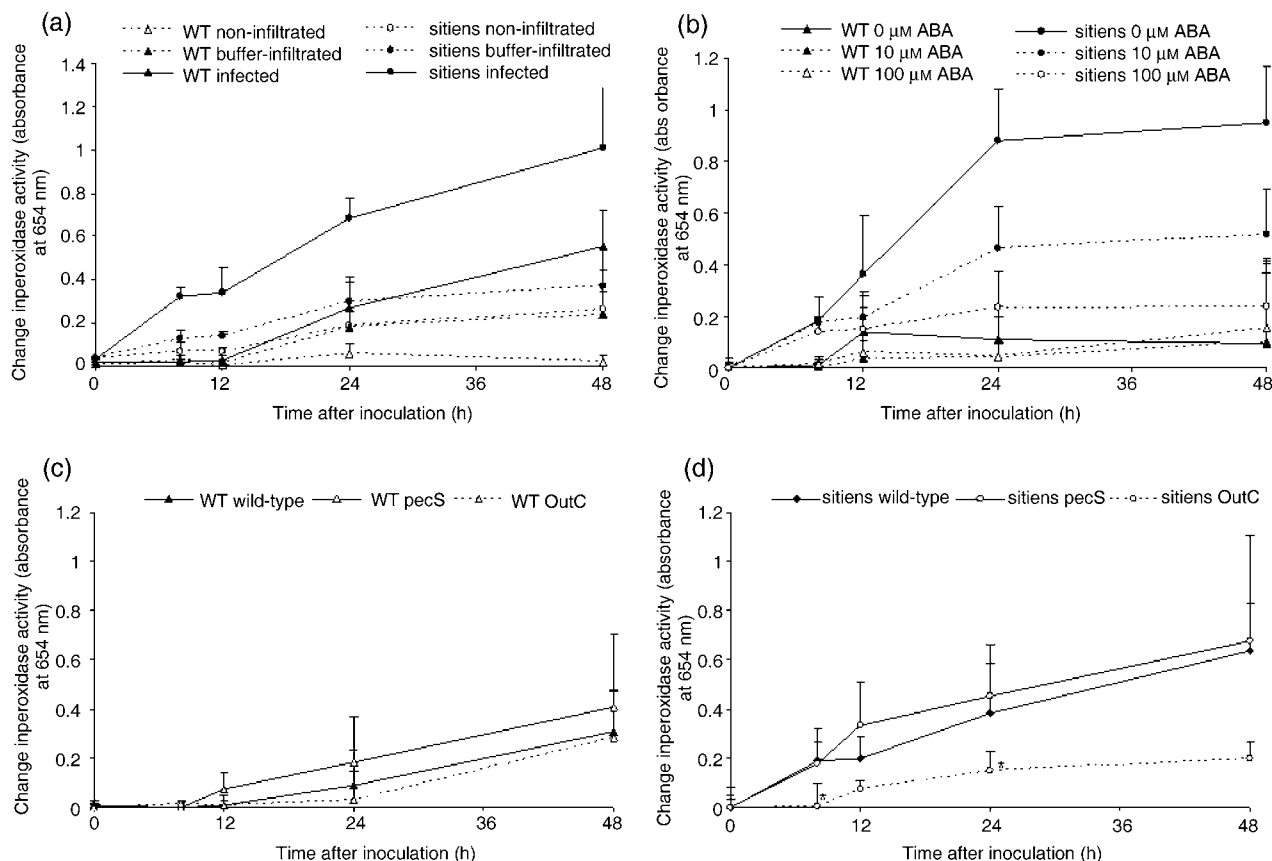 (a)
WT non-infiltrated
WT buffer-infiltrated
WT infected
sitiens non-infiltrated
sitiens buffer-infiltrated
sitiens infected
Change inperoxidase activity (absorbance
at 654 nm)
1.4
1.2
1
0.8
0.6
0.4
0.2
0
0 12 24 36 48
Time after inoculation (h)
(b)
WT 0 μM ABA
WT 10 μM ABA
WT 100 μM ABA
sitiens 0 μM ABA
sitiens 10 μM ABA
sitiens 100 μM ABA
Change inperoxidase activity (abs orbance
at 654 nm)
1.2
1
0.8
0.6
0.4
0.2
0
0 12 24 36 48
Time after inoculation (h)
(c)
WT wild-type WT pecS WT OutC
Change inperoxidase activity (absorbance
at 654 nm)
1.2
1
0.8
0.6
0.4
0.2
0
0 12 24 36 48
Time after inoculation (h)
(d)
sitiens wild-type sitiens pecS sitiens OutC
Change inperoxidase activity (absorbance
at 654 nm)
1.2
1
0.8
0.6
0.4
0.2
0
0 12 24 36 48
Time after inoculation (h)